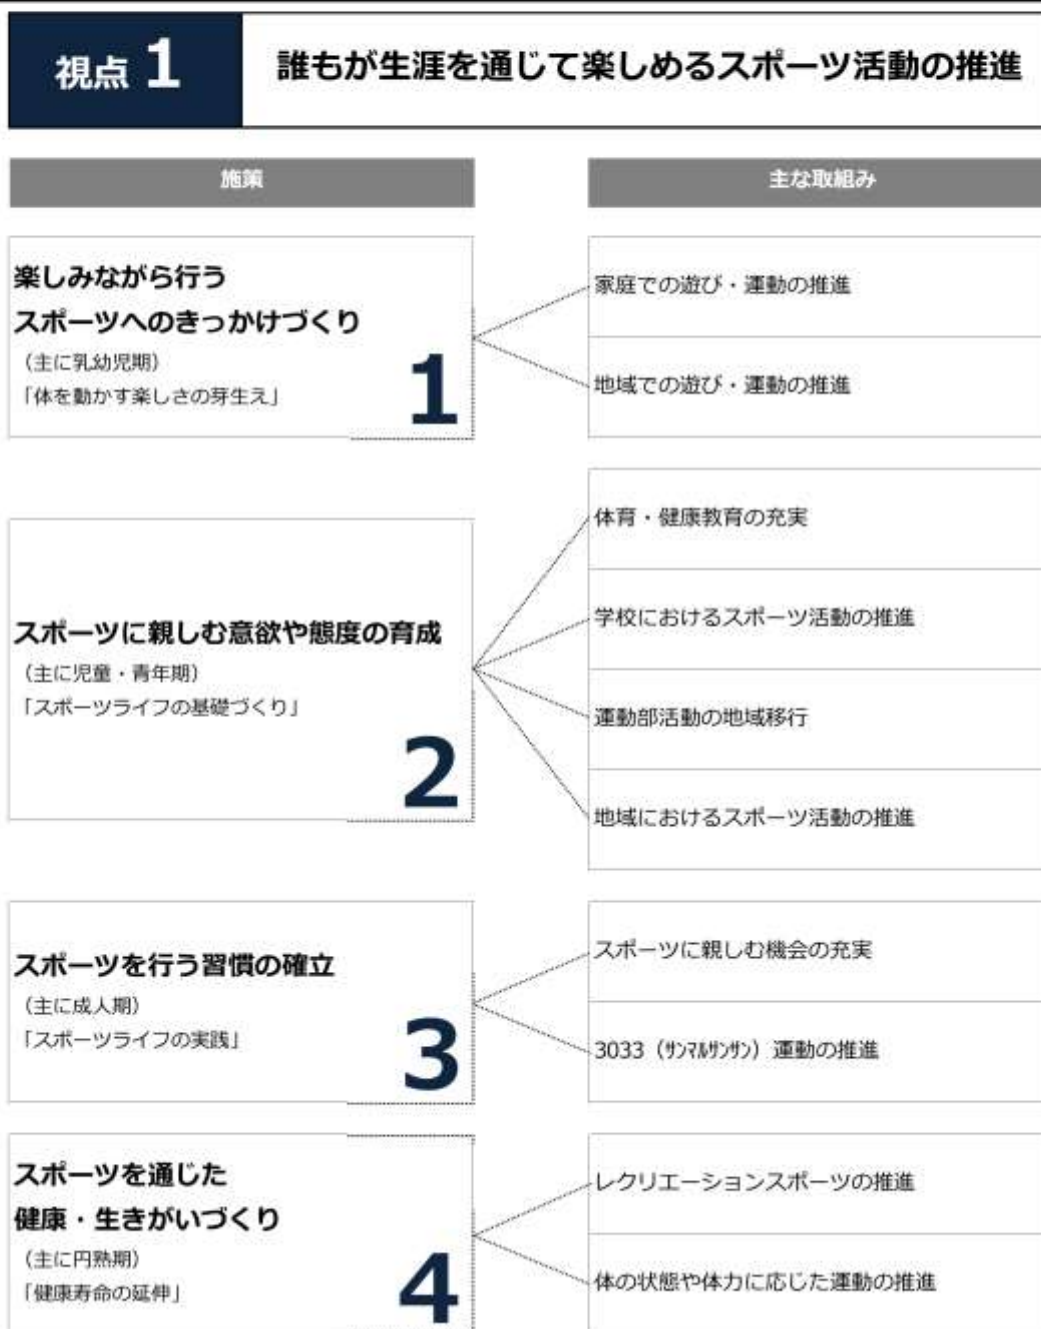 視点 1
誰もが生涯を通じて楽しめるスポーツ活動の推進
施策
主な取組み
楽しみながら行う
スポーツへのきっかけづくり
（主に乳幼児期）
「体を動かす楽しさの芽生え」
1
家庭での遊び・運動の推進
地域での遊び・運動の推進
スポーツに親しむ意欲や態度の育成
（主に児童・青年期）
「スポーツライフの基礎づくり」
2
体育・健康教育の充実
学校におけるスポーツ活動の推進
運動部活動の地域移行
地域におけるスポーツ活動の推進
スポーツを行う習慣の確立
（主に成人期）
「スポーツライフの実践」
3
スポーツに親しむ機会の充実
3033（ｻﾝﾏﾙｻﾝｻﾝ）運動の推進
スポーツを通じた
健康・生きがいづくり
（主に円熟期）
「健康寿命の延伸」
4
レクリエーションスポーツの推進
体の状態や体力に応じた運動の推進